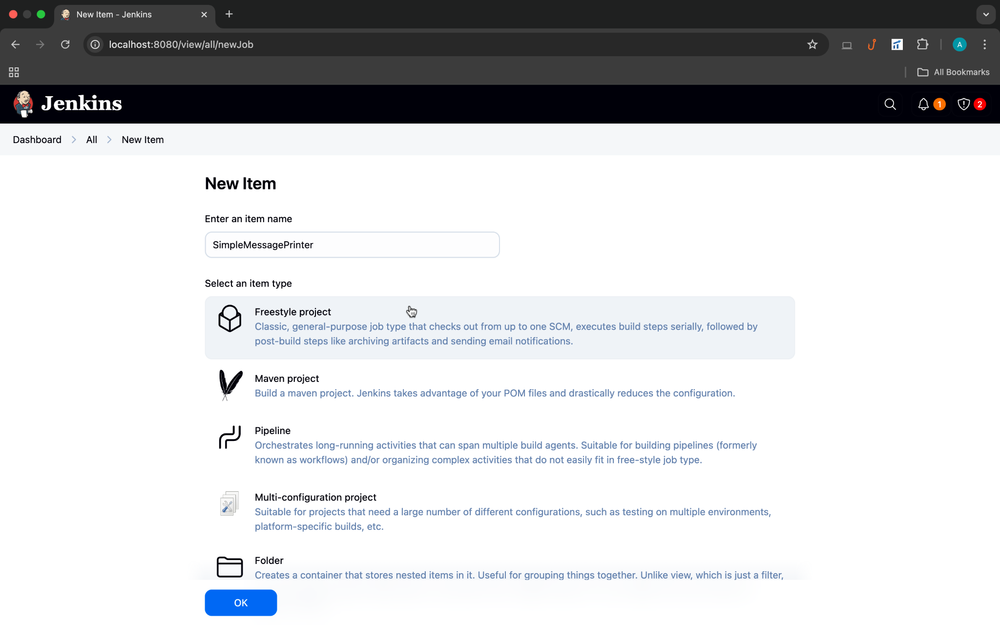 New Item - Jenkins
localhost:8080/view/all/newJob
A
All Bookmarks
Jenkins
1
2
Dashboard > All > New Item
New Item
Enter an item name
SimpleMessagePrinter
Select an item type
Freestyle project
Classic, general-purpose job type that checks out from up to one SCM, executes build steps serially, followed by
post-build steps like archiving artifacts and sending email notifications.
Maven project
Build a maven project. Jenkins takes advantage of your POM files and drastically reduces the configuration.
Pipeline
Orchestrates long-running activities that can span multiple build agents. Suitable for building pipelines (formerly
known as workflows) and/or organizing complex activities that do not easily fit in free-style job type.
Multi-configuration project
Suitable for projects that need a large number of different configurations, such as testing on multiple environments,
platform-specific builds, etc.
Folder
Creates a container that stores nested items in it. Useful for grouping things together. Unlike view, which is just a filter,
OK